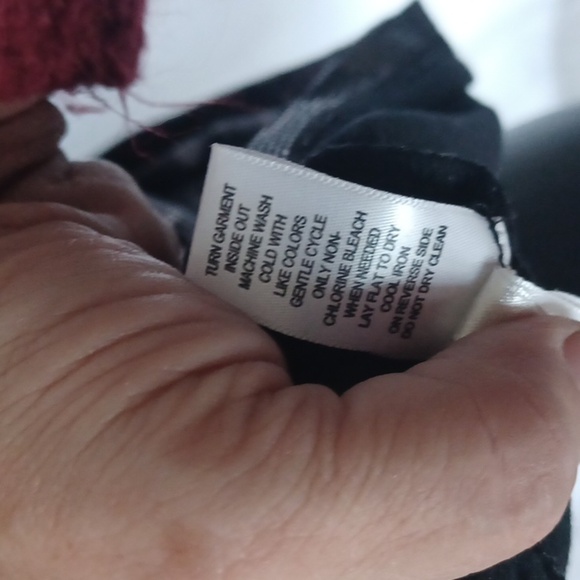 TURN GARMENT
INSIDE OUT
MACHINE WASH
COLD WITH
LIKE COLORS
GENTLE CYCLE
ONLY NON-
CHLORINE BLEACH
WHEN NEEDED
LAY FLAT TO DRY
COOL IRON
ON REVERSE SIDE
DO NOT DRY CLEAN